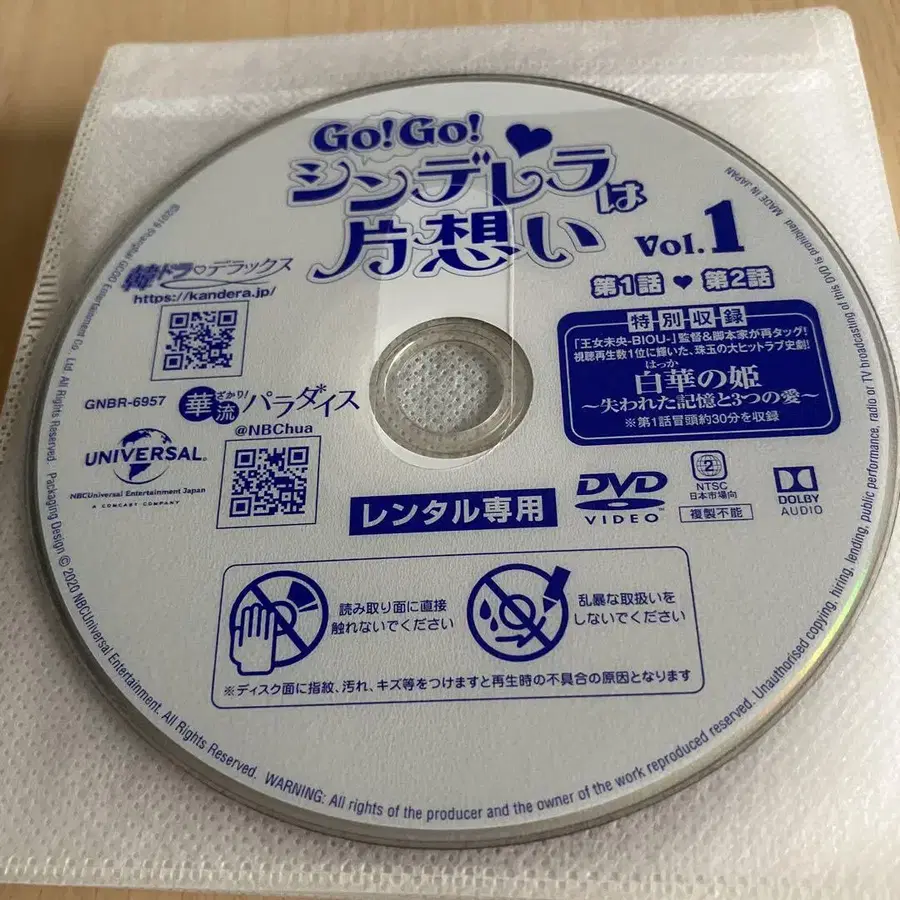 Go!Go!
シンデレラは
片想い
Vol.1
第1話 ♥ 第2話
韓ドラ♡デラックス
https://kandera.jp/
GNBR-6957
華流
ざかり!
パラダイス
@NBChua
UNIVERSAL
NBCUniversal Entertainment Japan
A COMCAST COMPANY
特別収録
「王女未央-BIOU-」監督&脚本家が再タッグ!
視聴再生数1位に輝いた、珠玉の大ヒットラブ史劇!
はっか
白華の姫
～失われた記憶と3つの愛～
※第1話冒頭約30分を収録
レンタル専用
DVD
VIDEO
2
NTSC
日本市場向
複製不能
DOLBY
AUDIO
読み取り面に直接
触れないでください
乱暴な取扱いを
しないでください
※ディスク面に指紋、汚れ、キズ等をつけますと再生時の不具合の原因となります
Entertainment Co., Ltd All Rights Reserved. Packaging Design © 2020 NBCUniversal Entertainment. All Rights Reserved. WARNING: All rights of the producer and the owner of the work reproduced reserved. Unauthorised copying, hiring, lending, public performance, radio or TV broadcasting of this DVD is prohibited. MADE IN JAPAN